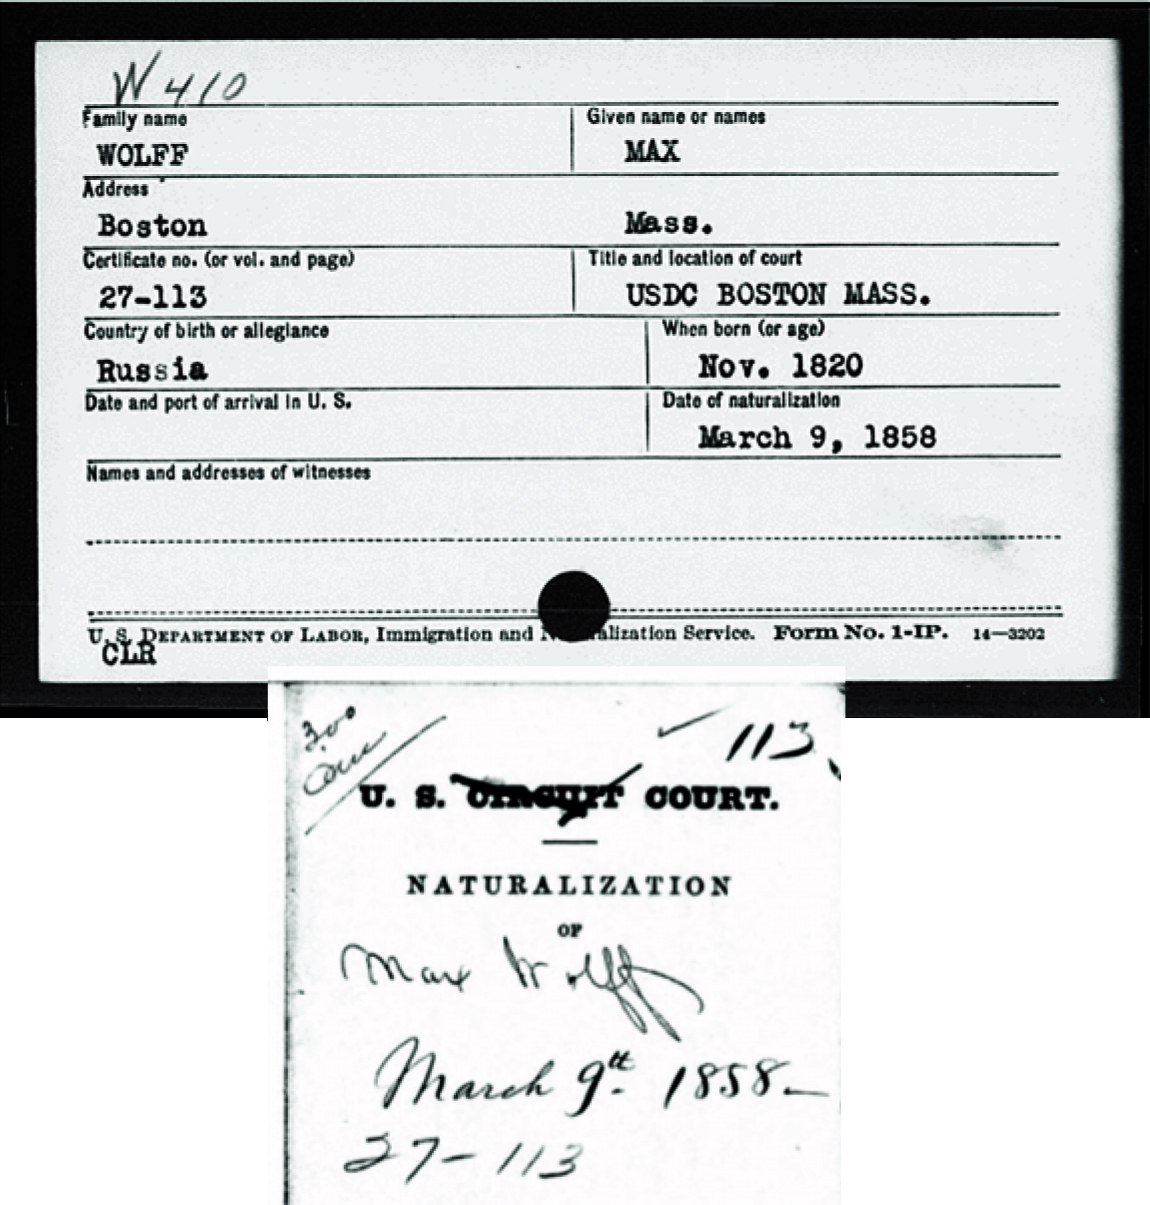 W 410
Family name Given name or names
WOLFF MAX
Address
Boston Mass.
Certificate no. (or vol. and page) Title and location of court
27-113 USDC BOSTON MASS.
Country of birth or allegiance When born (or age)
Russia Nov. 1820
Date and port of arrival in U. S. Date of naturalization
March 9, 1858
Names and addresses of witnesses
U. S. DEPARTMENT OF LABOR, Immigration and Service. Form No. 1-IP. 14—3202
CLR
300
113
U. S. CIRCUIT COURT.
NATURALIZATION
OF
Max Wolff
March 9th. 1858—
27-113